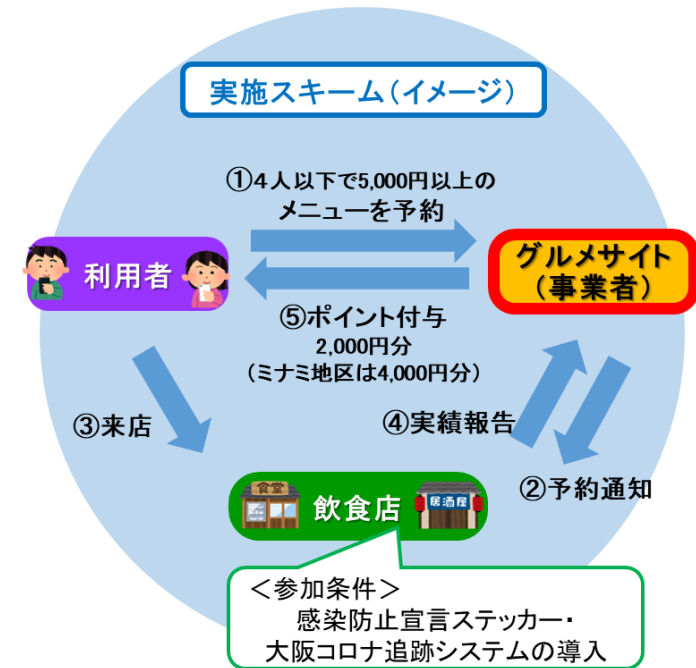 実施スキーム（イメージ）
①４人以下で5,000円以上の
メニューを予約
利用者
グルメサイト
（事業者）
⑤ポイント付与
2,000円分
（ミナミ地区は4,000円分）
③来店
④実績報告
②予約通知
食堂
飲食店
居酒屋
＜参加条件＞
感染防止宣言ステッカー・
大阪コロナ追跡システムの導入